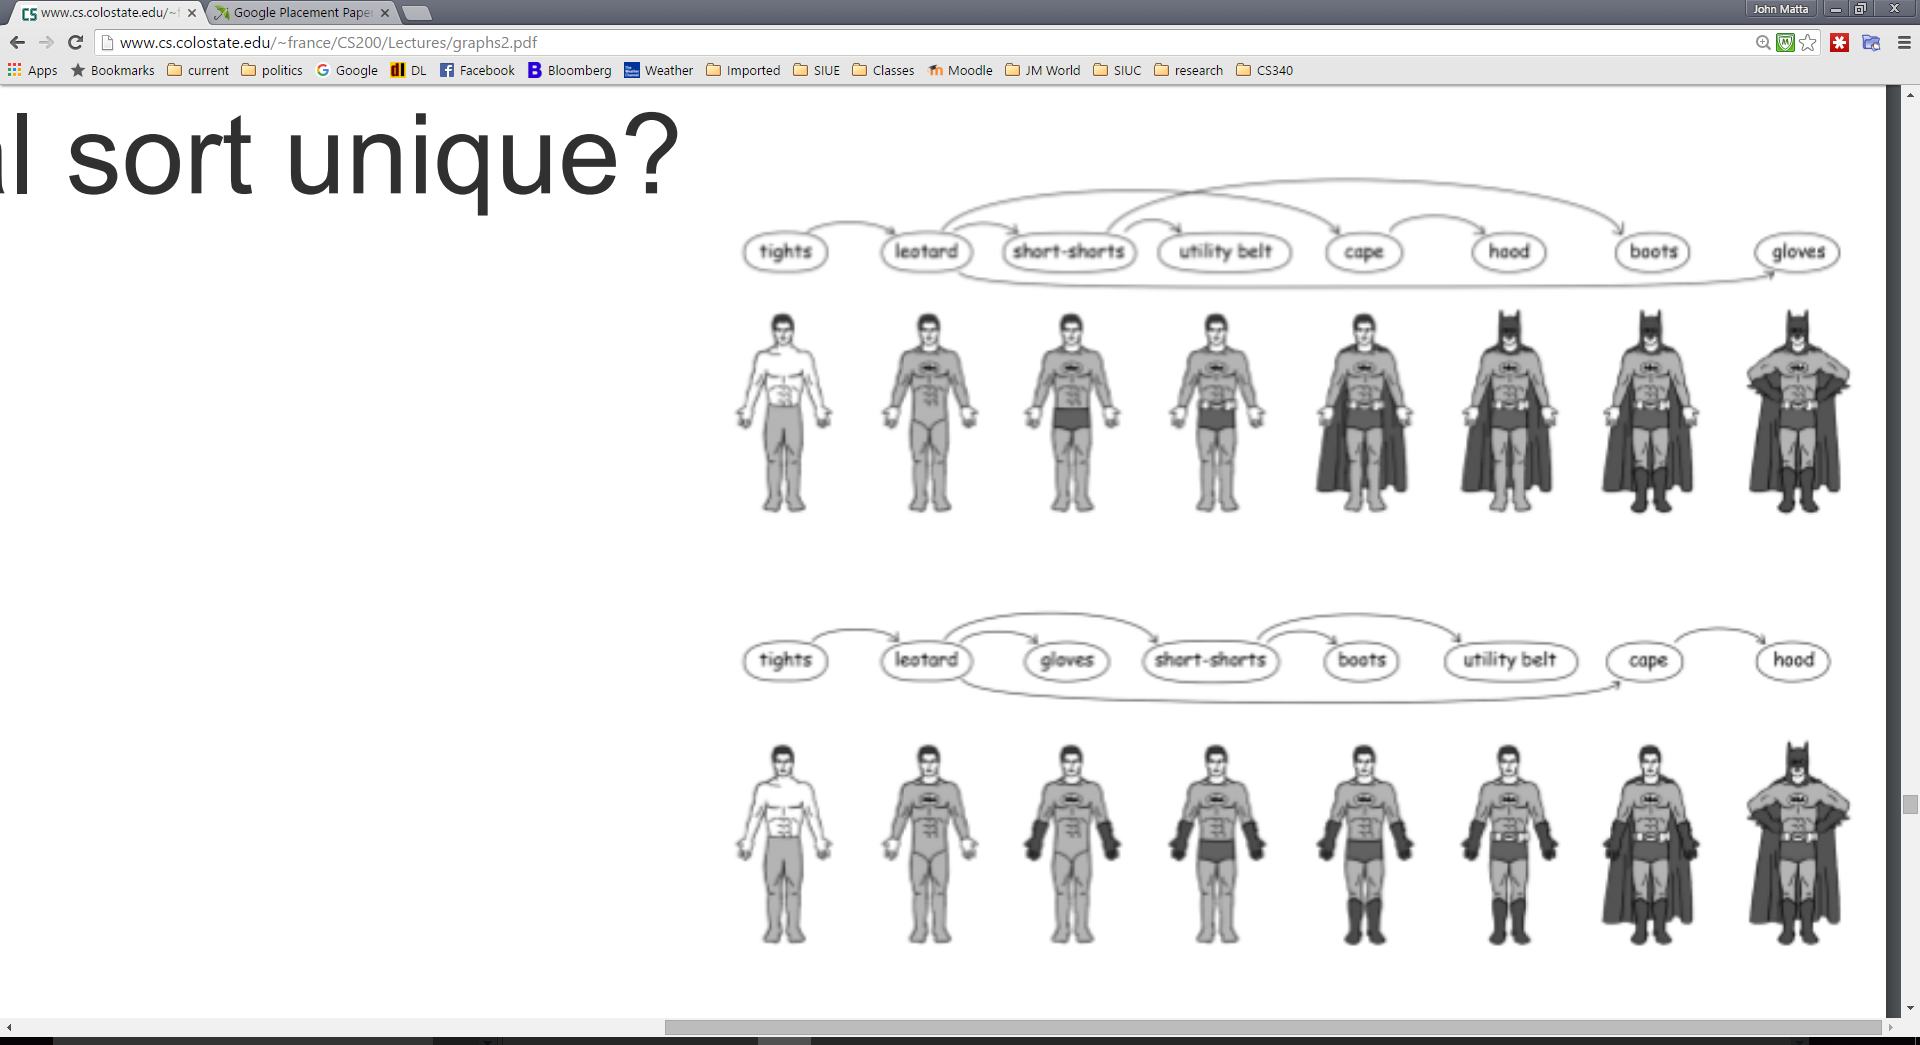 www.cs.colostate.edu/~f
Google Placement Pape
John Matta
www.cs.colostate.edu/~france/CS200/Lectures/graphs2.pdf
Apps Bookmarks current politics Google DL Facebook Bloomberg Weather Imported SIUE Classes Moodle JM World SIUC research CS340
al sort unique?
tights leotard short-shorts utility belt cape hood boots gloves
tights leotard gloves short-shorts boots utility belt cape hood